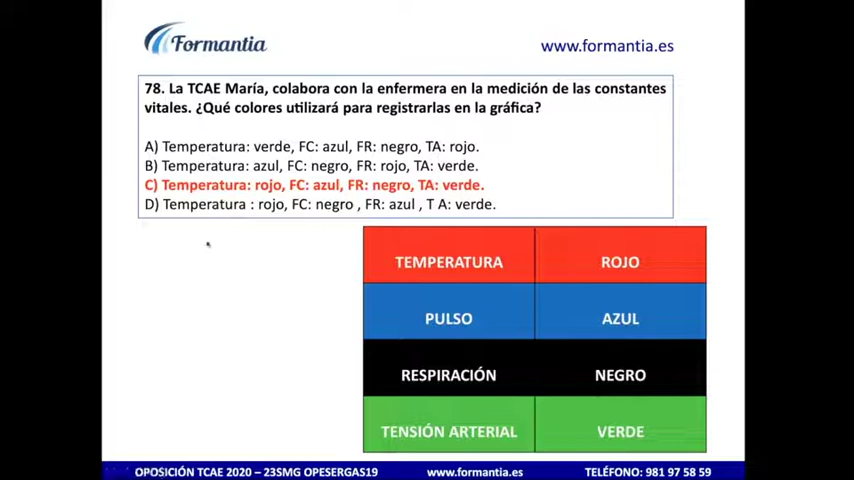 Formantia
www.formantia.es
78. La TCAE María, colabora con la enfermera en la medición de las constantes
vitales. ¿Qué colores utilizará para registrarlas en la gráfica?
A) Temperatura: verde, FC: azul, FR: negro, TA: rojo.
B) Temperatura: azul, FC: negro, FR: rojo, TA: verde.
C) Temperatura: rojo, FC: azul, FR: negro, TA: verde.
D) Temperatura : rojo, FC: negro , FR: azul , T A: verde.
TEMPERATURA ROJO
PULSO AZUL
RESPIRACIÓN NEGRO
TENSIÓN ARTERIAL VERDE
OPOSICIÓN TCAE 2020 – 23SMG OPESERGAS19 www.formantia.es TELÉFONO: 981 97 58 59